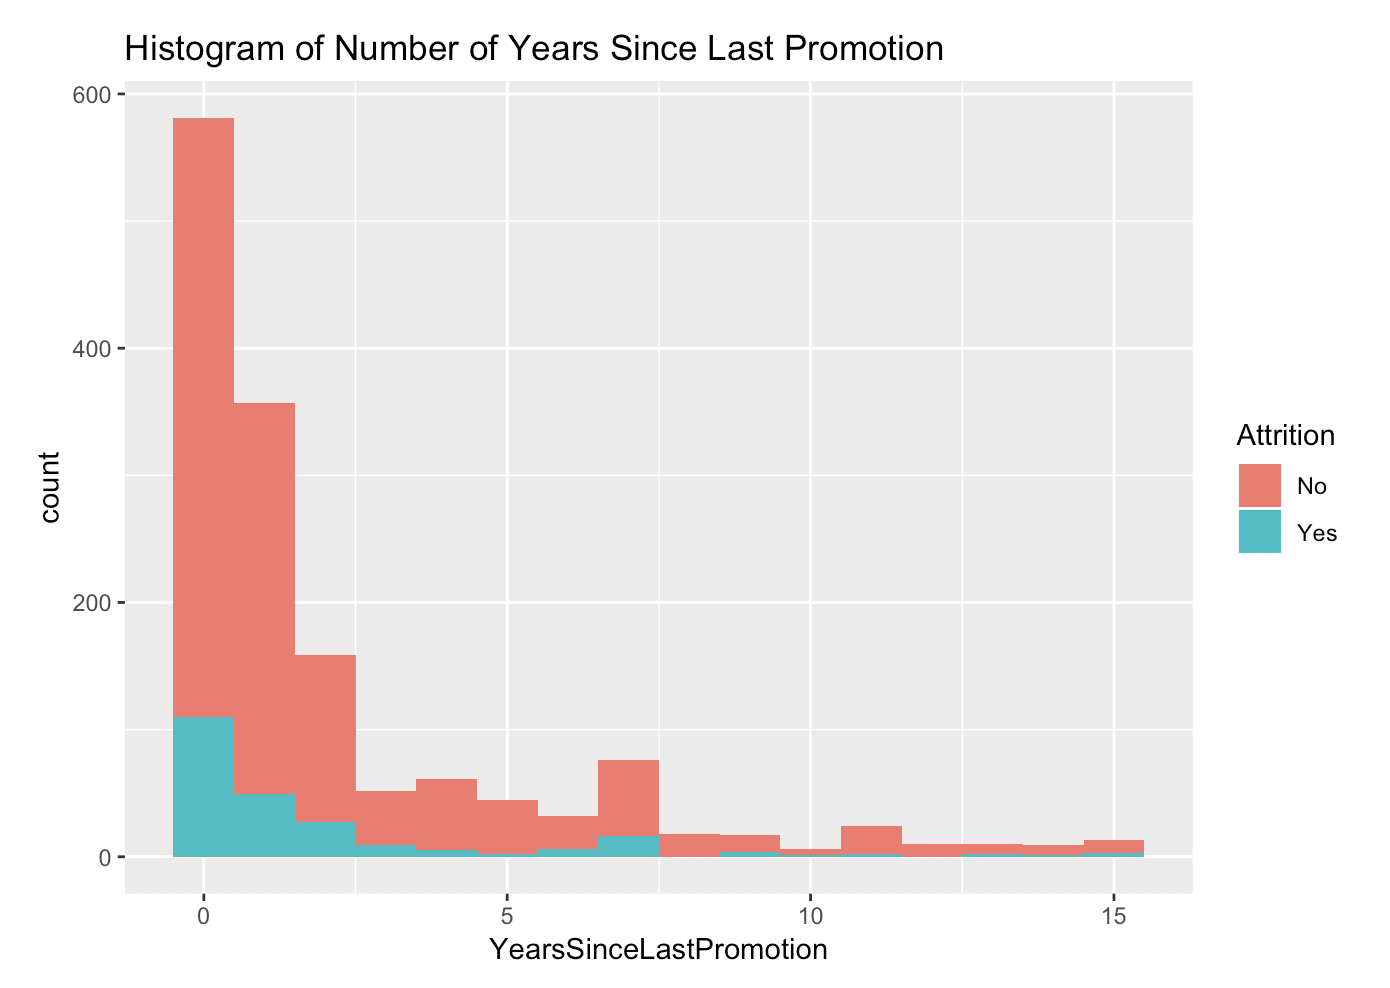 Histogram of Number of Years Since Last Promotion
600
400
200
0
count
0 5 10 15
YearsSinceLastPromotion
Attrition
No
Yes